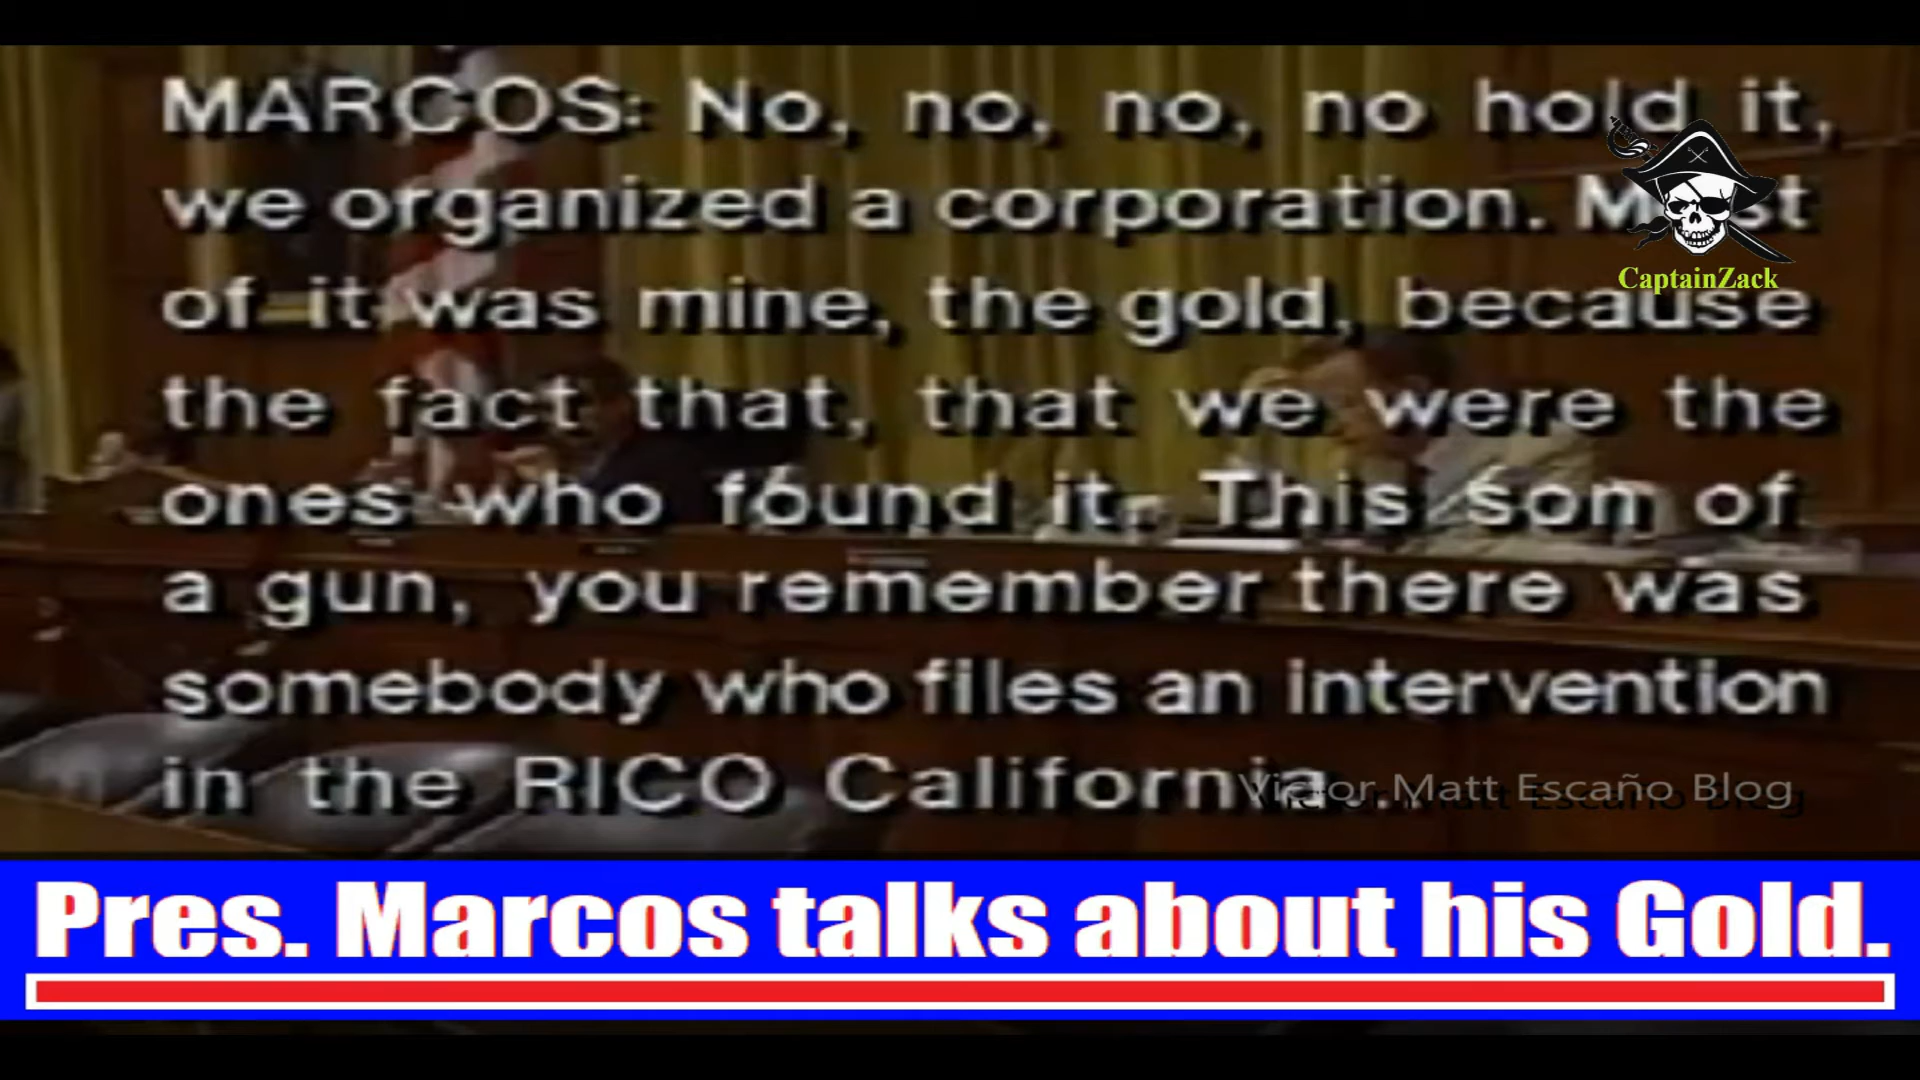 MARCOS: No, no, no, no hold it,
we organized a corporation. Most
of it was mine, the gold, because
the fact that, that we were the
ones who found it. This son of
a gun, you remember there was
somebody who files an intervention
in the RICO California.
CaptainZack
Victor Matt Escaño Blog
Pres. Marcos talks about his Gold.